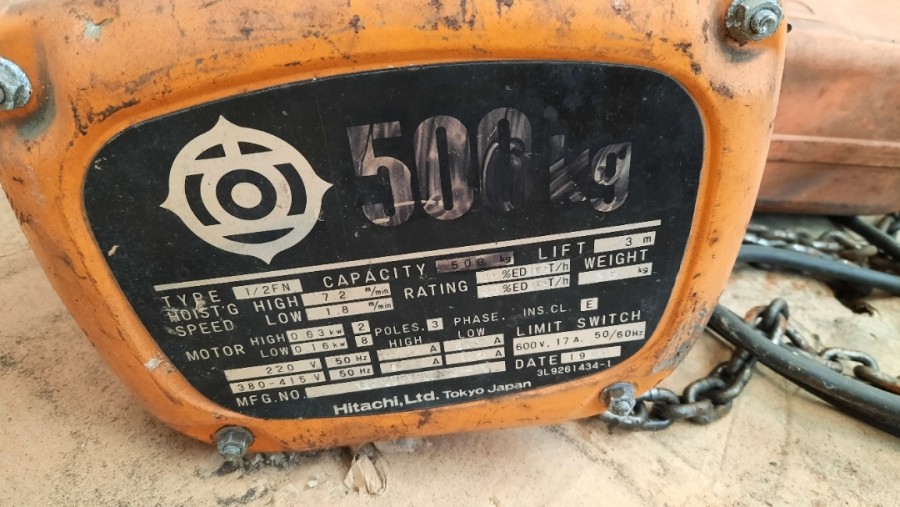 500kg
CAPACITY 500 kg LIFT 3 m
TYPE 1/2FN
HOIST'G SPEED HIGH 7.2 m/min
LOW 1.8 m/min
RATING %ED T/h
%ED T/h
WEIGHT kg
MOTOR HIGH 0.63 kw 2
LOW 0.16 kw 8
POLES. 3 PHASE. INS.CL. E
HIGH LOW
220 V 50 Hz A A
380-415 V 50 Hz A A
LIMIT SWITCH
600V. 17A. 50/60Hz
DATE 19
MFG.NO.
3L9261434-1
Hitachi, Ltd. Tokyo Japan